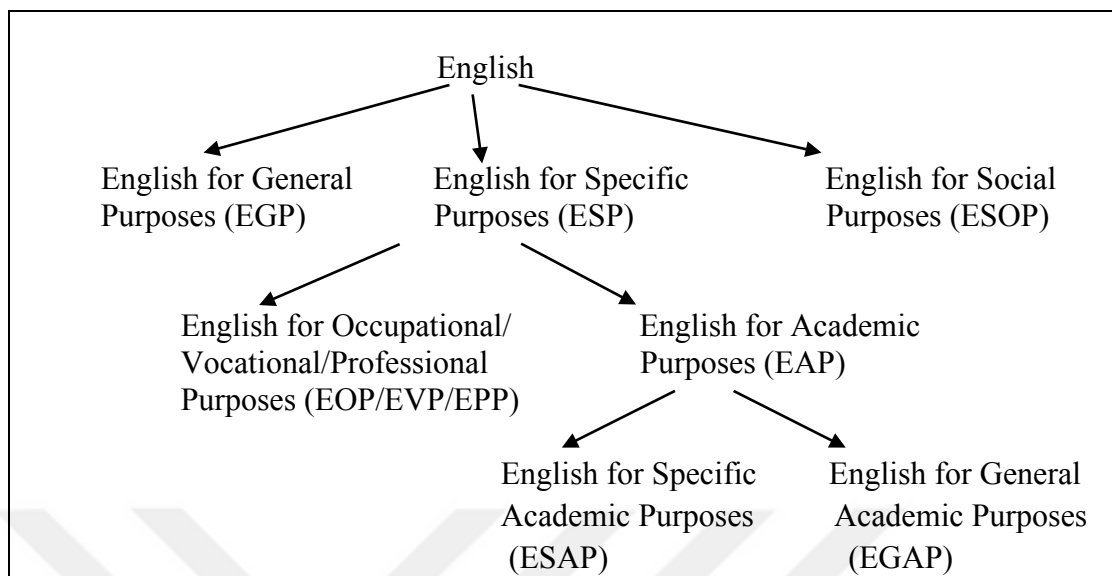 English
English for General
Purposes (EGP)
English for Specific
Purposes (ESP)
English for Social
Purposes (ESOP)
English for Occupational/
Vocational/Professional
Purposes (EOP/EVP/EPP)
English for Academic
Purposes (EAP)
English for Specific
Academic Purposes
(ESAP)
English for General
Academic Purposes
(EGAP)